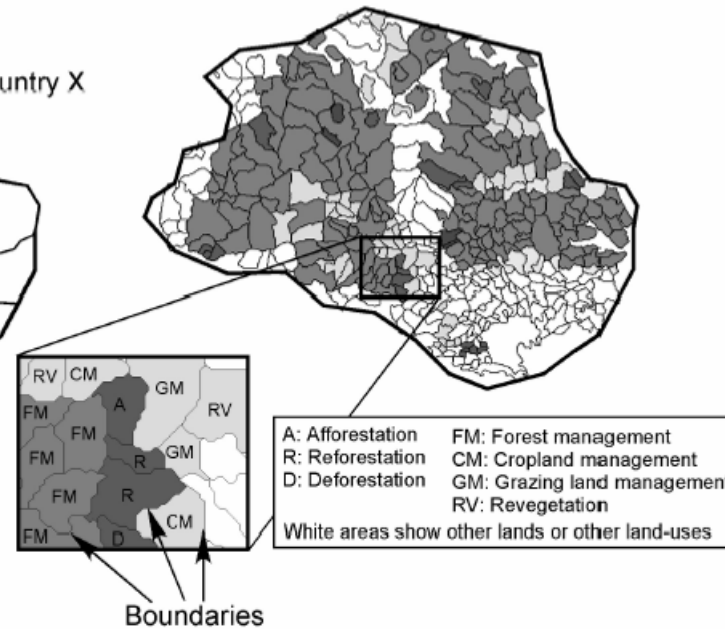 untry X
RV CM GM
FM A RV
FM
FM R GM
FM R
CM
FM D
A: Afforestation FM: Forest management
R: Reforestation CM: Cropland management
D: Deforestation GM: Grazing land management
RV: Revegetation
White areas show other lands or other land-uses
Boundaries